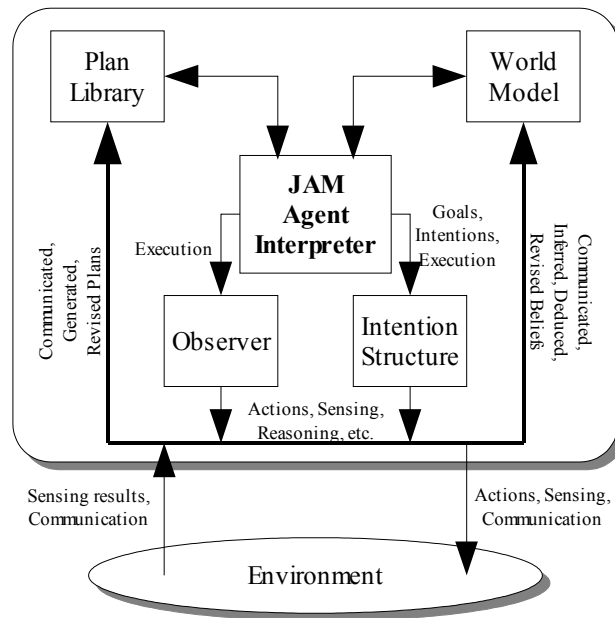 Plan
Library
World
Model
JAM
Agent
Interpreter
Execution
Goals,
Intentions,
Execution
Communicated,
Generated,
Revised Plans
Communicated,
Inferred, Deduced,
Revised Beliefs
Observer
Intention
Structure
Actions, Sensing,
Reasoning, etc.
Sensing results,
Communication
Actions, Sensing,
Communication
Environment